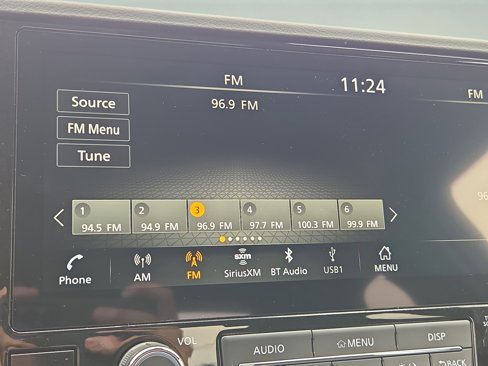 FM
11:24
FM
96.9 FM
Source
FM Menu
Tune
1 2 3 4 5 6
94.5 FM 94.9 FM 96.9 FM 97.7 FM 100.3 FM 99.9 FM
Phone AM FM sxm SiriusXM BT Audio USB1 MENU
VOL
AUDIO MENU DISP
BACK